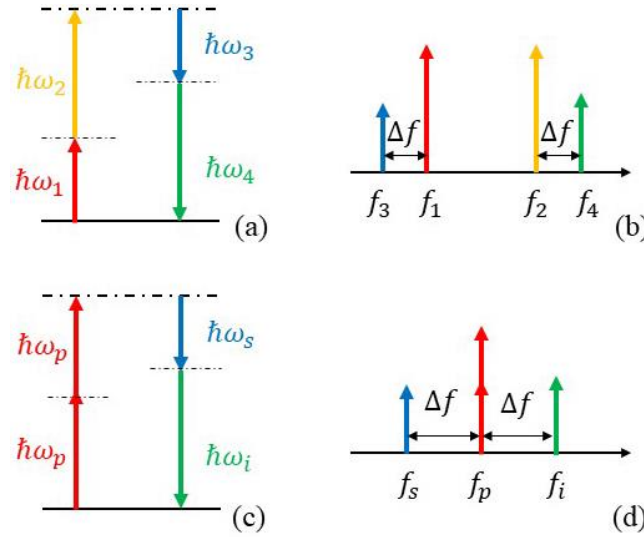 ℏω₂
ℏω₁
ℏω₃
ℏω₄
(a)
Δf
Δf
f₃
f₁
f₂
f₄
(b)
ℏωₚ
ℏωₚ
ℏωₛ
ℏωᵢ
(c)
Δf
Δf
fₛ
fₚ
fᵢ
(d)